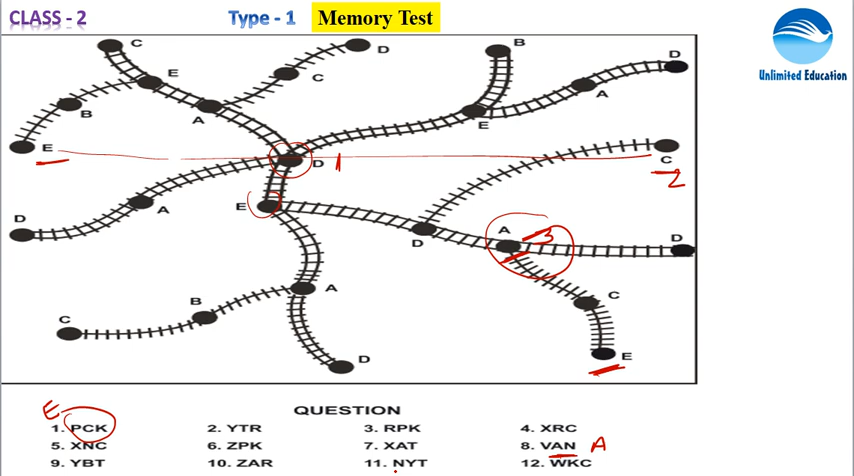 CLASS - 2 Type - 1 Memory Test
Unlimited Education
C D B D
E C
B A E A
E D 1 C
2
E A
D A D A 3 D
C B A C
D E
E
QUESTION
1. PCK 2. YTR 3. RPK 4. XRC
5. XNC 6. ZPK 7. XAT 8. VAN A
9. YBT 10. ZAR 11. NYT 12. WKC